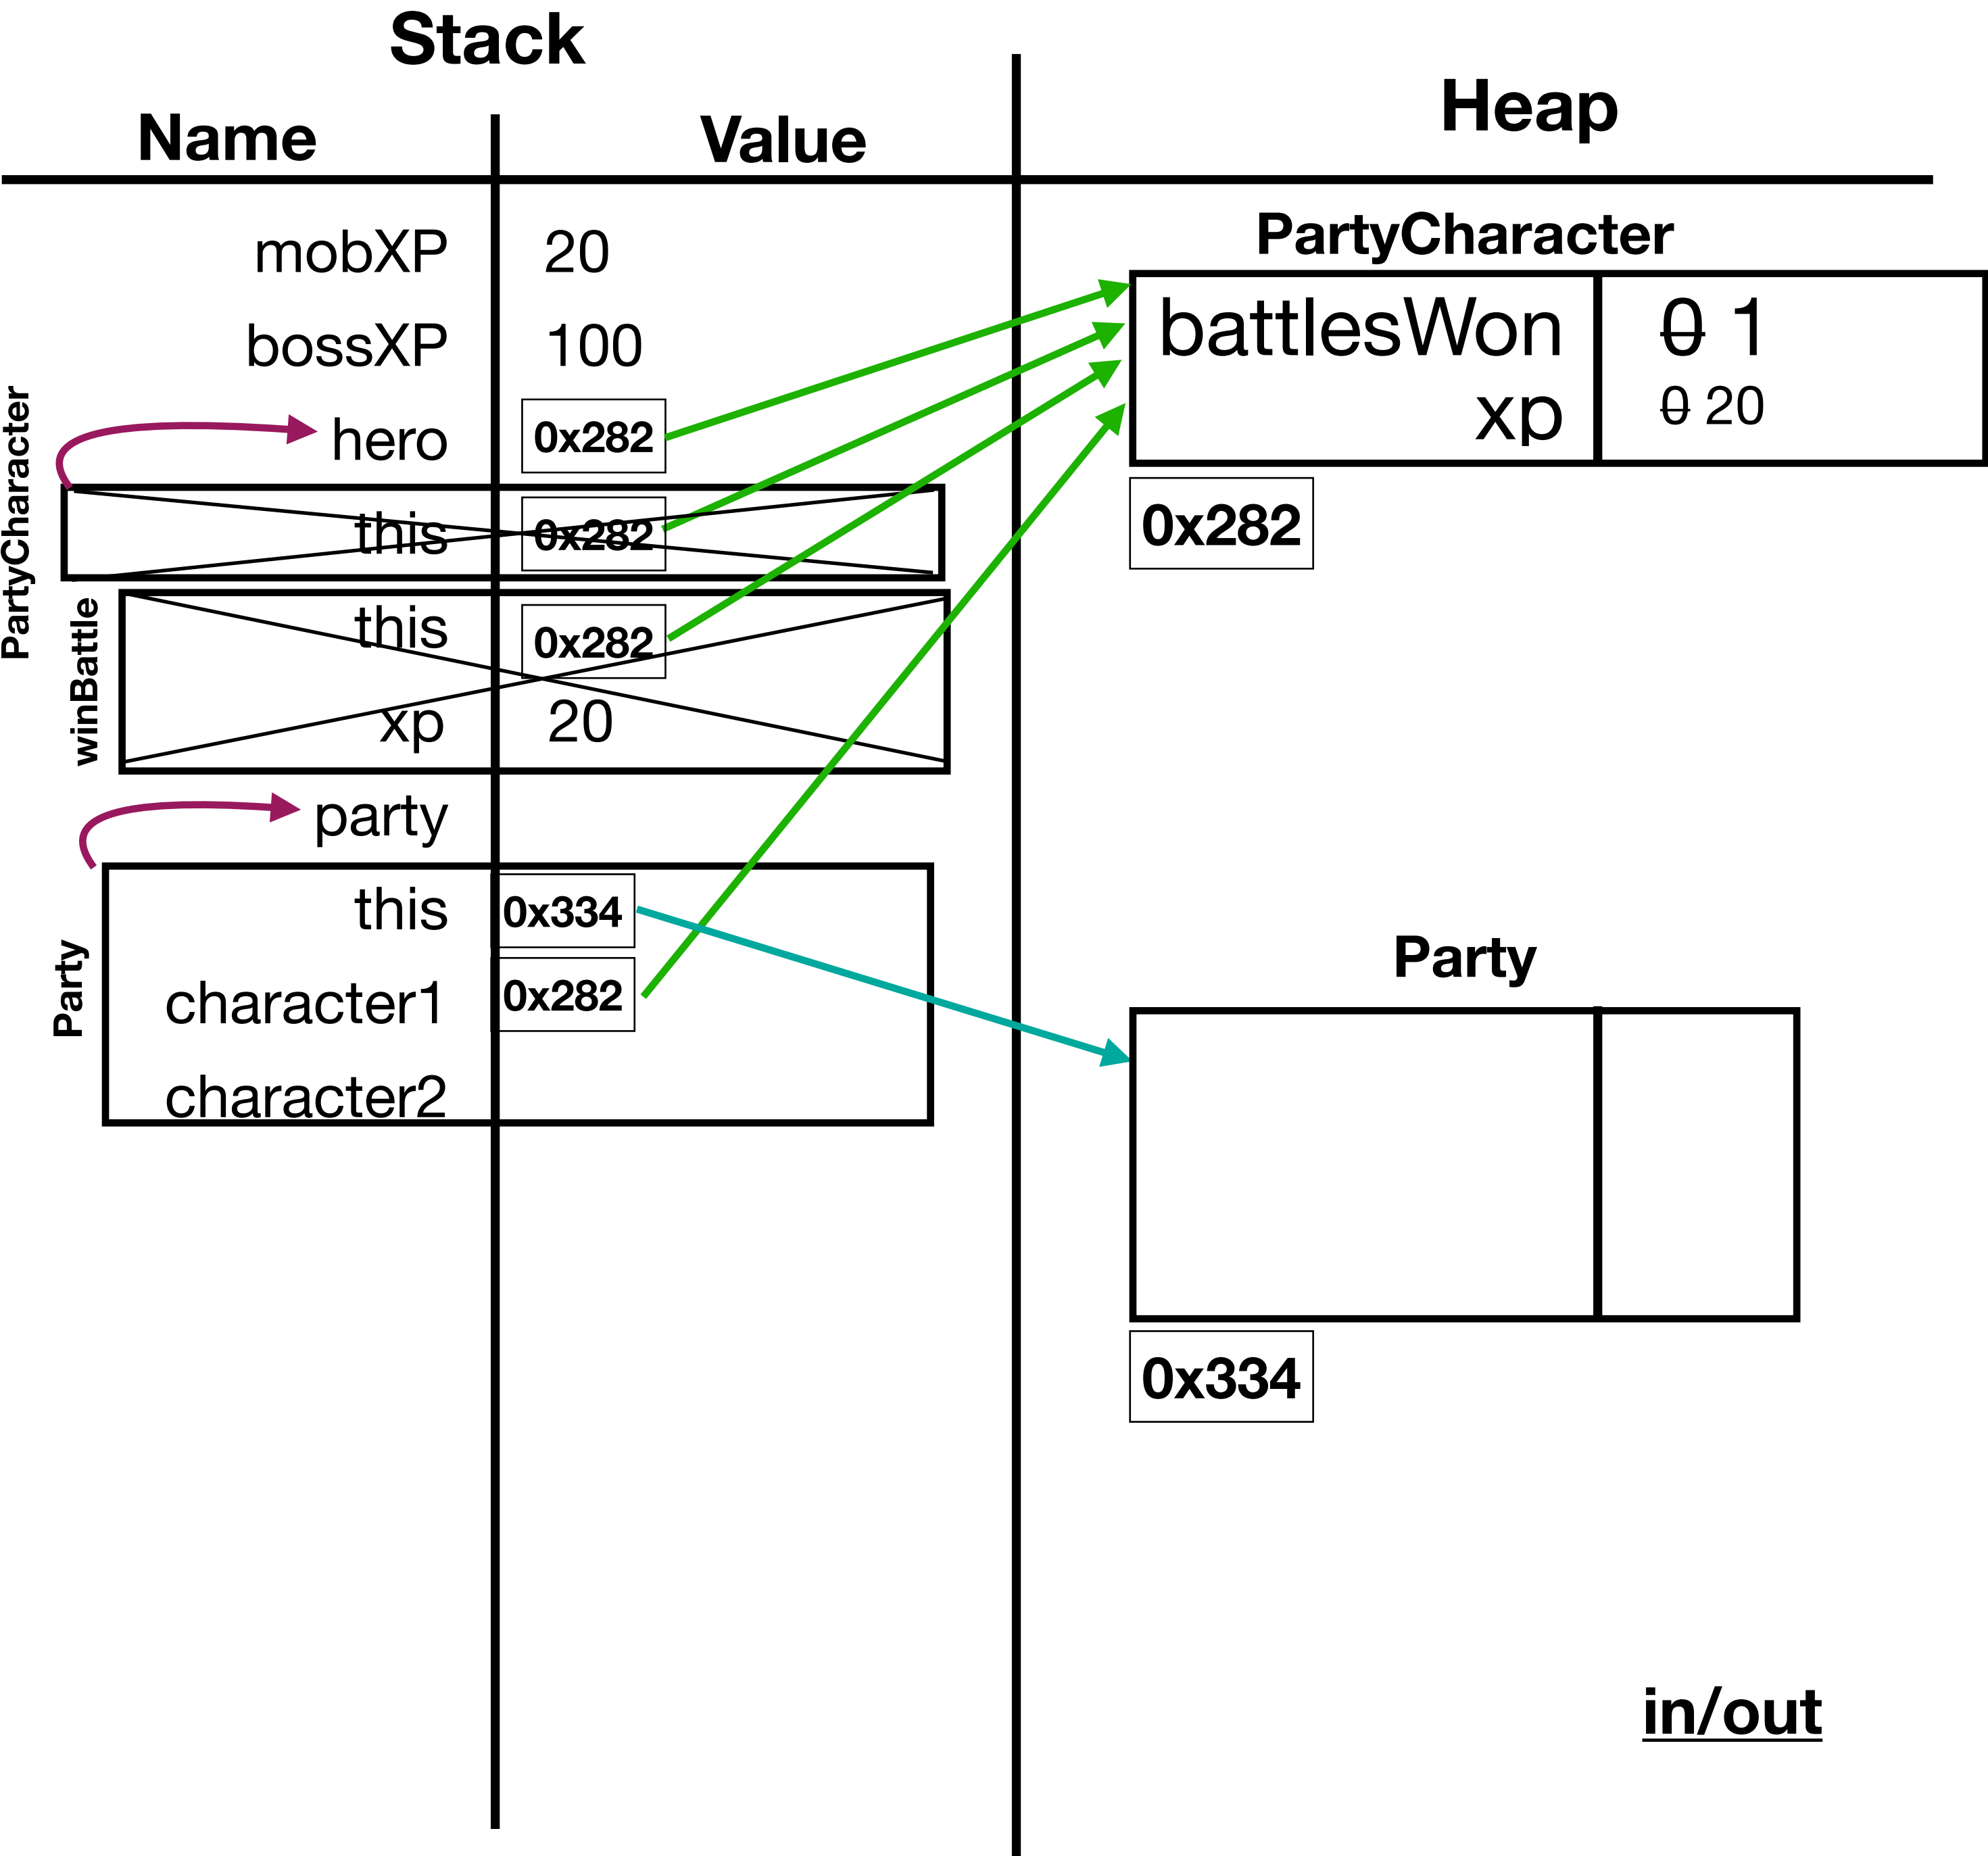 Stack
Heap
Name Value
mobXP 20
bossXP 100
hero 0x282
PartyCharacter
this 0x282
winBattle
this 0x282
xp 20
party
Party
this 0x334
character1 0x282
character2
PartyCharacter
battlesWon 0 1
xp 0 20
0x282
Party
0x334
in/out